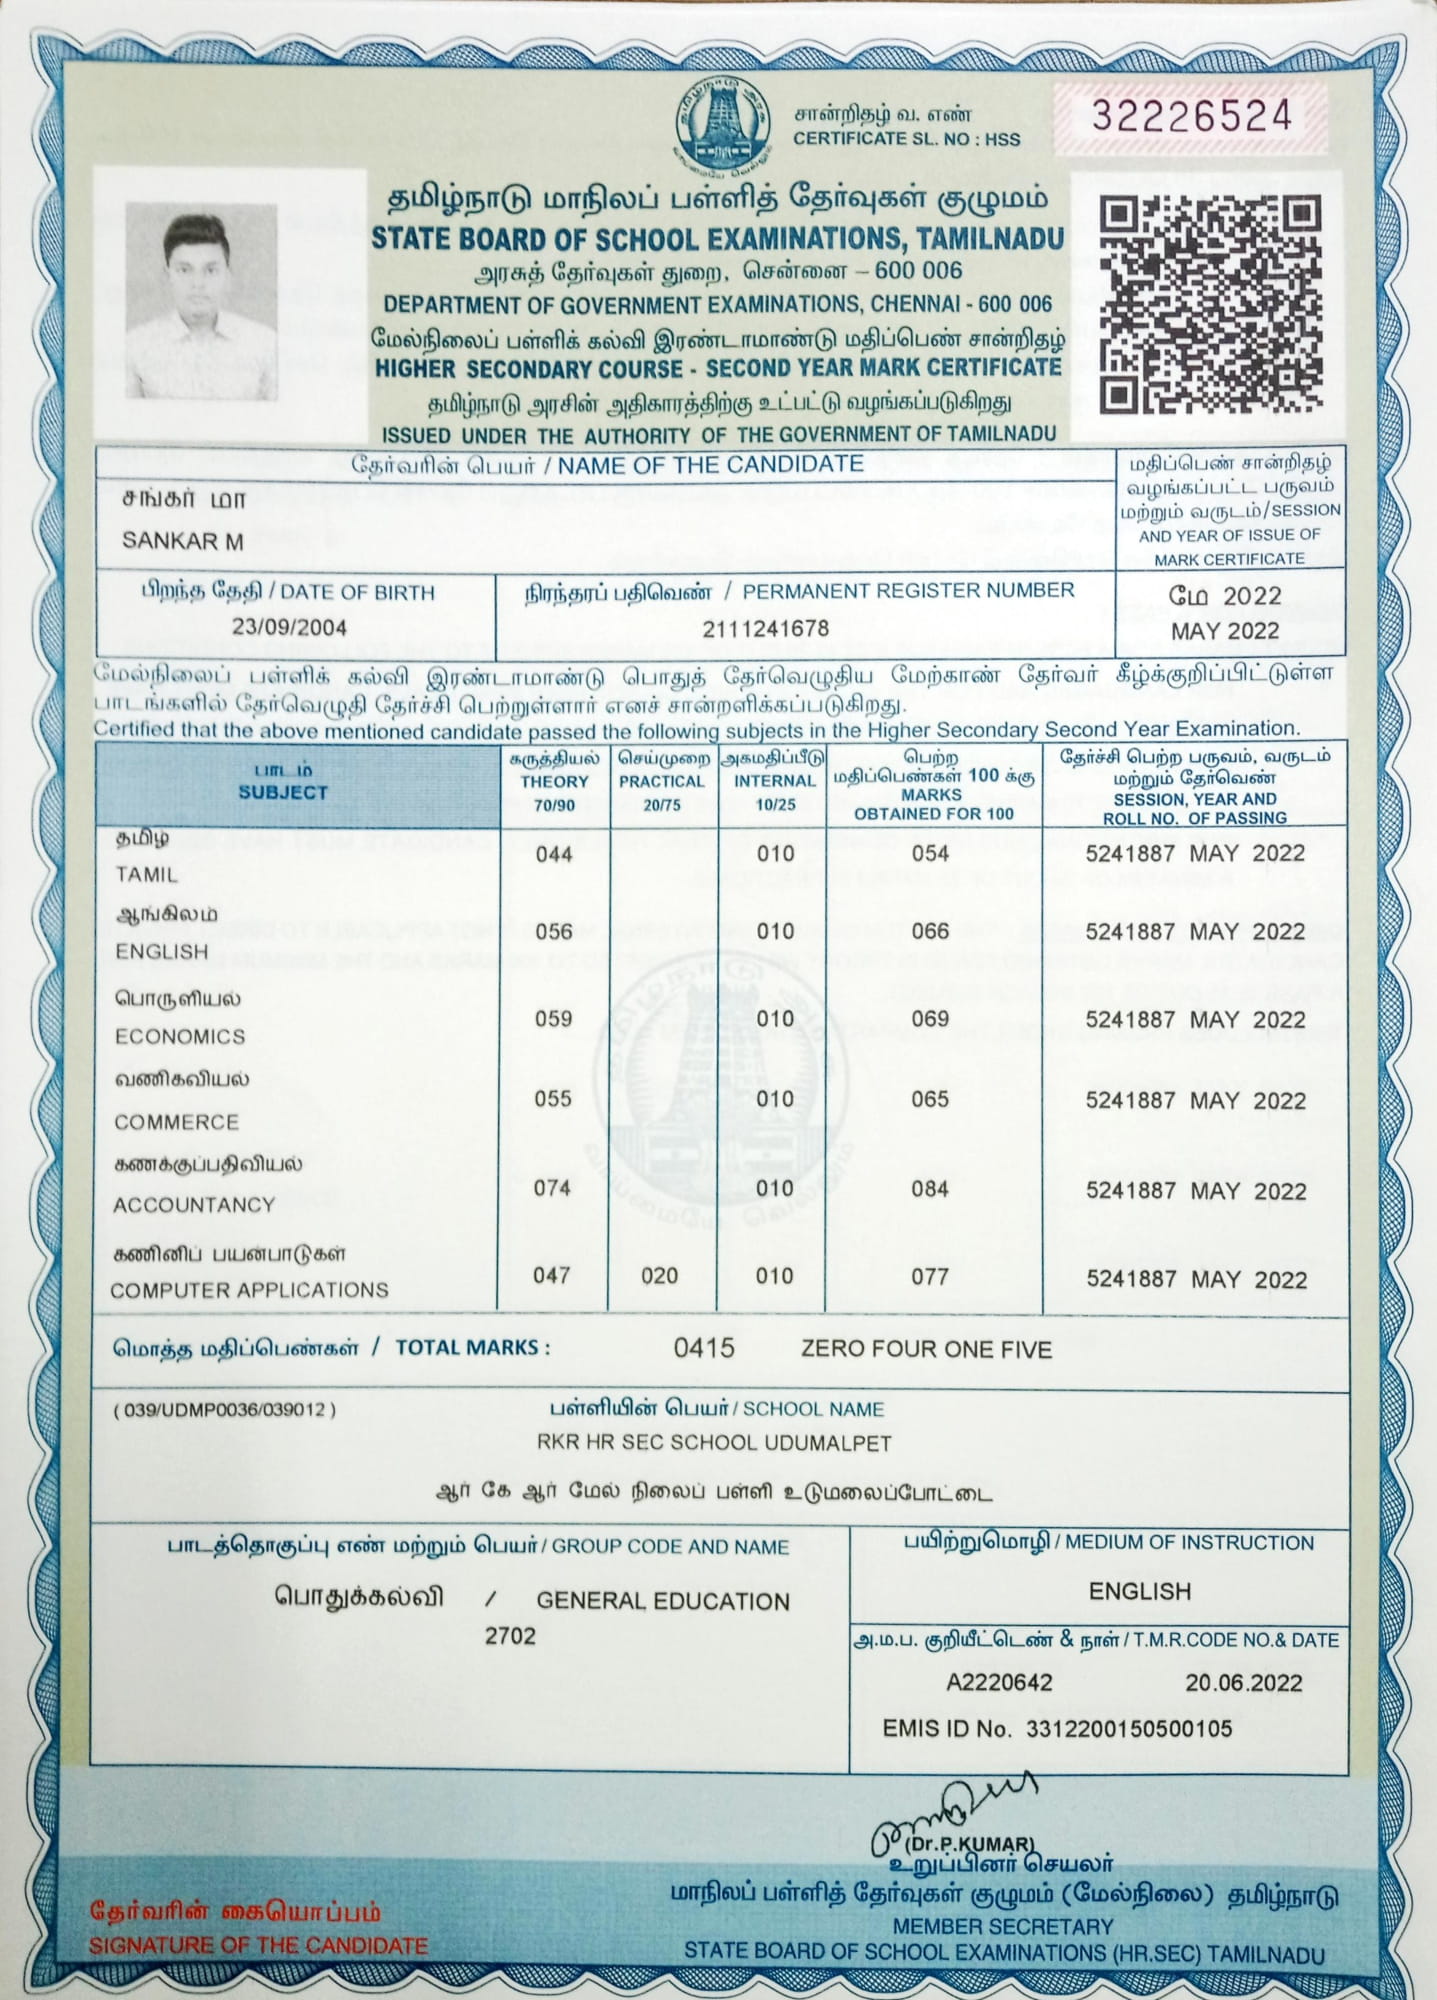 சான்றிதழ் வ. எண்
CERTIFICATE SL. NO : HSS
32226524
தமிழ்நாடு மாநிலப் பள்ளித் தேர்வுகள் குழுமம்
STATE BOARD OF SCHOOL EXAMINATIONS, TAMILNADU
அரசுத் தேர்வுகள் துறை, சென்னை – 600 006
DEPARTMENT OF GOVERNMENT EXAMINATIONS, CHENNAI - 600 006
மேல்நிலைப் பள்ளிக் கல்வி இரண்டாமாண்டு மதிப்பெண் சான்றிதழ்
HIGHER SECONDARY COURSE - SECOND YEAR MARK CERTIFICATE
தமிழ்நாடு அரசின் அதிகாரத்திற்கு உட்பட்டு வழங்கப்படுகிறது
ISSUED UNDER THE AUTHORITY OF THE GOVERNMENT OF TAMILNADU
தேர்வரின் பெயர் / NAME OF THE CANDIDATE
சங்கர் மா
SANKAR M
மதிப்பெண் சான்றிதழ்
வழங்கப்பட்ட பருவம்
மற்றும் வருடம்/SESSION
AND YEAR OF ISSUE OF
MARK CERTIFICATE
பிறந்த தேதி / DATE OF BIRTH
23/09/2004
நிரந்தரப் பதிவெண் / PERMANENT REGISTER NUMBER
2111241678
மே 2022
MAY 2022
மேல்நிலைப் பள்ளிக் கல்வி இரண்டாமாண்டு பொதுத் தேர்வெழுதிய மேற்காண் தேர்வர் கீழ்க்குறிப்பிட்டுள்ள
பாடங்களில் தேர்வெழுதி தேர்ச்சி பெற்றுள்ளார் எனச் சான்றளிக்கப்படுகிறது.
Certified that the above mentioned candidate passed the following subjects in the Higher Secondary Second Year Examination.
பாடம்
SUBJECT
கருத்தியல்
THEORY
70/90
செய்முறை
PRACTICAL
20/75
அகமதிப்பீடு
INTERNAL
10/25
பெற்ற
மதிப்பெண்கள் 100 க்கு
MARKS
OBTAINED FOR 100
தேர்ச்சி பெற்ற பருவம், வருடம்
மற்றும் தேர்வெண்
SESSION, YEAR AND
ROLL NO. OF PASSING
தமிழ்
TAMIL
044 010 054 5241887 MAY 2022
ஆங்கிலம்
ENGLISH
056 010 066 5241887 MAY 2022
பொருளியல்
ECONOMICS
059 010 069 5241887 MAY 2022
வணிகவியல்
COMMERCE
055 010 065 5241887 MAY 2022
கணக்குப்பதிவியல்
ACCOUNTANCY
074 010 084 5241887 MAY 2022
கணினிப் பயன்பாடுகள்
COMPUTER APPLICATIONS
047 020 010 077 5241887 MAY 2022
மொத்த மதிப்பெண்கள் / TOTAL MARKS : 0415 ZERO FOUR ONE FIVE
( 039/UDMP0036/039012 )
பள்ளியின் பெயர் / SCHOOL NAME
RKR HR SEC SCHOOL UDUMALPET
ஆர் கே ஆர் மேல் நிலைப் பள்ளி உடுமலைப்போட்டை
பாடத்தொகுப்பு எண் மற்றும் பெயர் / GROUP CODE AND NAME
பொதுக்கல்வி / GENERAL EDUCATION
2702
பயிற்றுமொழி / MEDIUM OF INSTRUCTION
ENGLISH
அ.ம.ப. குறியீட்டெண் & நாள் / T.M.R.CODE NO.& DATE
A2220642 20.06.2022
EMIS ID No. 3312200150500105
(Dr.P.KUMAR)
உறுப்பினர் செயலர்
மாநிலப் பள்ளித் தேர்வுகள் குழுமம் (மேல்நிலை) தமிழ்நாடு
MEMBER SECRETARY
STATE BOARD OF SCHOOL EXAMINATIONS (HR.SEC) TAMILNADU
தேர்வரின் கையொப்பம்
SIGNATURE OF THE CANDIDATE